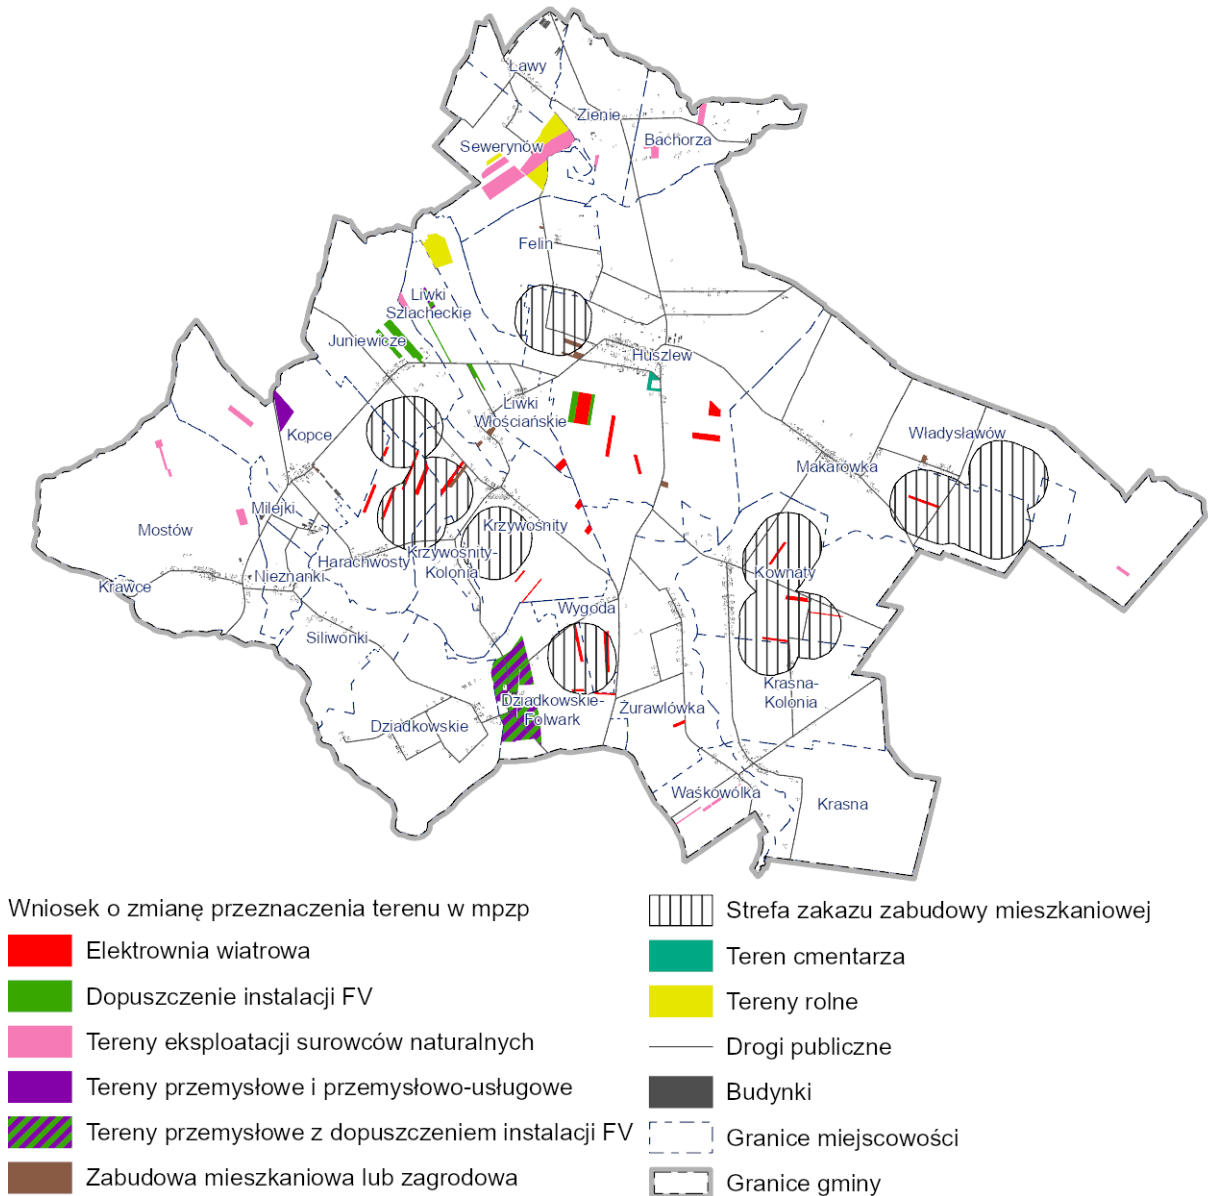 Ławy
Zienie
Sewerynów
Bachorza
Felin
Liwki
Szlacheckie
Juniewicze
Huszlew
Liwki
Włościańskie
Kopce
Władysławów
Makarówka
Milejki
Mostów
Krzywośnity
Harachwosty
Krzywośnity-
Kolonia
Nieznanki
Krawce
Kownaty
Wygoda
Siliwonki
Krasna-
Kolonia
Dziadkowskie-
Folwark
Żurawlówka
Dziadkowskie
Waśkowólka
Krasna
Wniosek o zmianę przeznaczenia terenu w mpzp
Elektrownia wiatrowa
Dopuszczenie instalacji FV
Tereny eksploatacji surowców naturalnych
Tereny przemysłowe i przemysłowo-usługowe
Tereny przemysłowe z dopuszczeniem instalacji FV
Zabudowa mieszkaniowa lub zagrodowa
Strefa zakazu zabudowy mieszkaniowej
Teren cmentarza
Tereny rolne
Drogi publiczne
Budynki
Granice miejscowości
Granice gminy